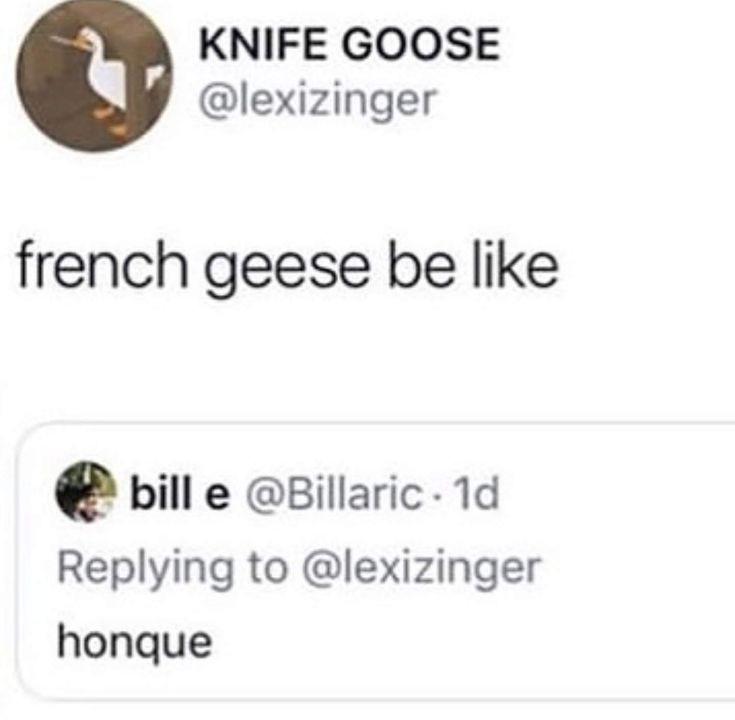 KNIFE GOOSE
@lexizinger
french geese be like
bill e @Billaric · 1d
Replying to @lexizinger
honque